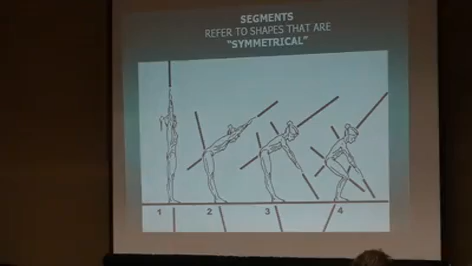 SEGMENTS
REFER TO SHAPES THAT ARE
"SYMMETRICAL"
1 2 3 4